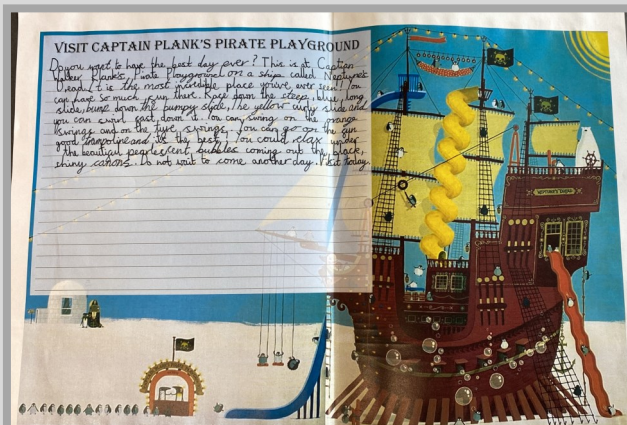 VISIT CAPTAIN PLANK'S PIRATE PLAYGROUND
Do you want to have the best day ever? This is it. Captain
Walker Plank's Pirate Playground on a ship called Neptune's
Dread, it is the most incredible place you've ever seen! You
can have so much fun there. Race down the steep, blue, long
slide, bump down the bumpy slide, the yellow curly slide and
you can swirl fast down it. You can swing on the orange
swings and on the tyre swings. You can go on the fun
good trampoline and its the best! You could relax under
the beautiful pearlescent bubbles coming out the black,
shiny canons. Do not wait to come another day. Visit today.
NEPTUNE'S DREAD